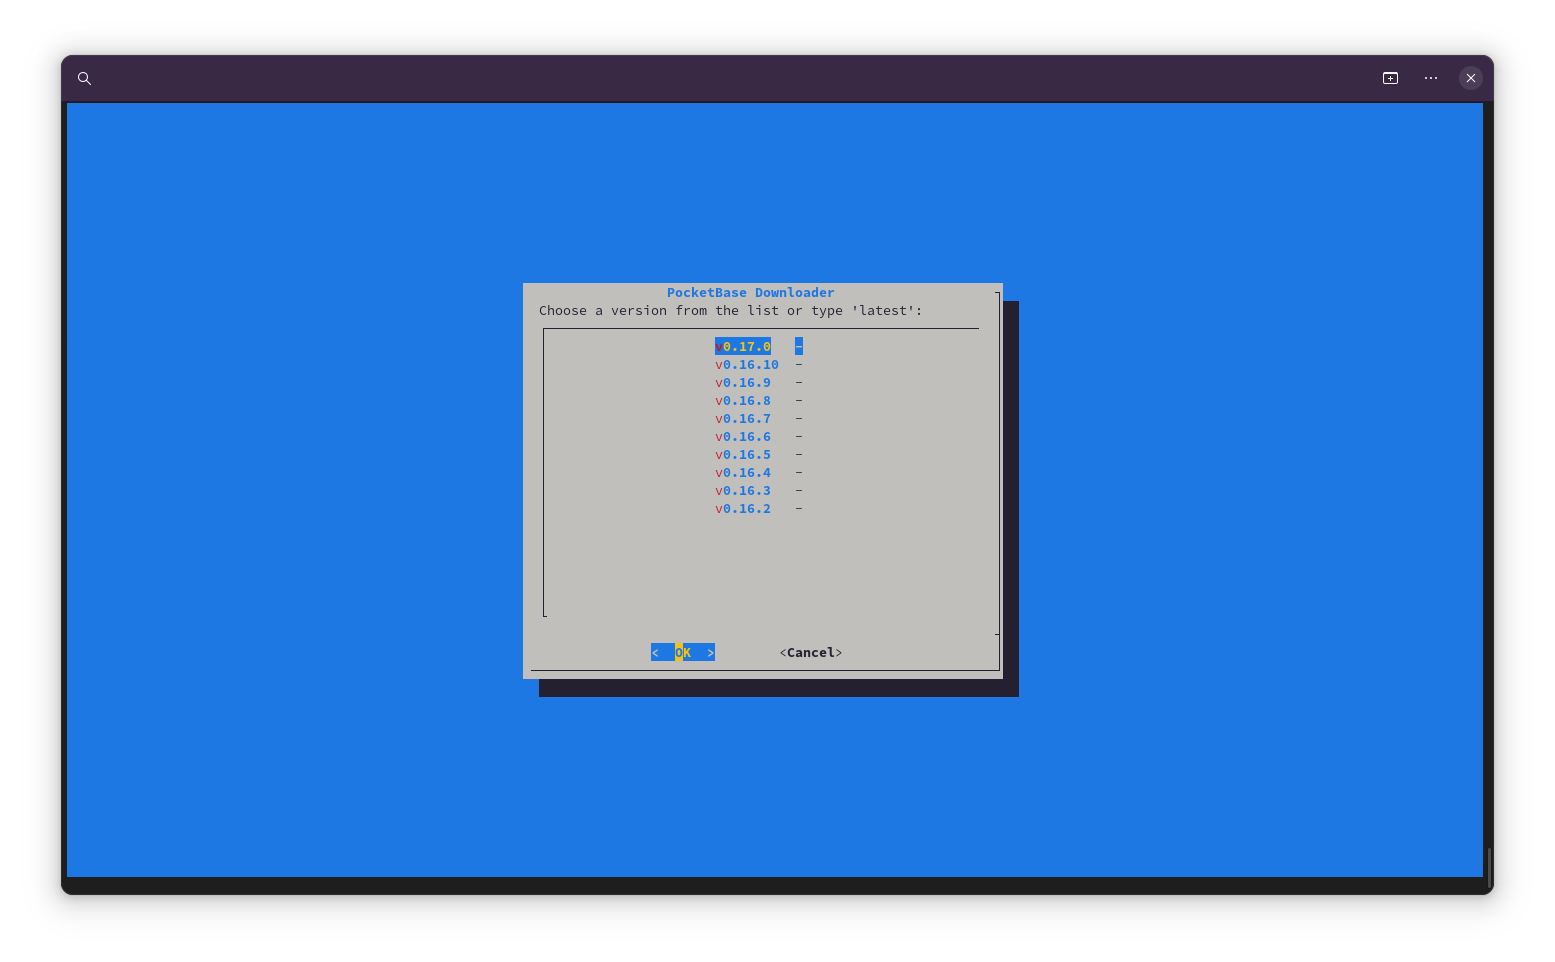 PocketBase Downloader
Choose a version from the list or type 'latest':
v0.17.0 -
v0.16.10 -
v0.16.9 -
v0.16.8 -
v0.16.7 -
v0.16.6 -
v0.16.5 -
v0.16.4 -
v0.16.3 -
v0.16.2 -
< OK > <Cancel>